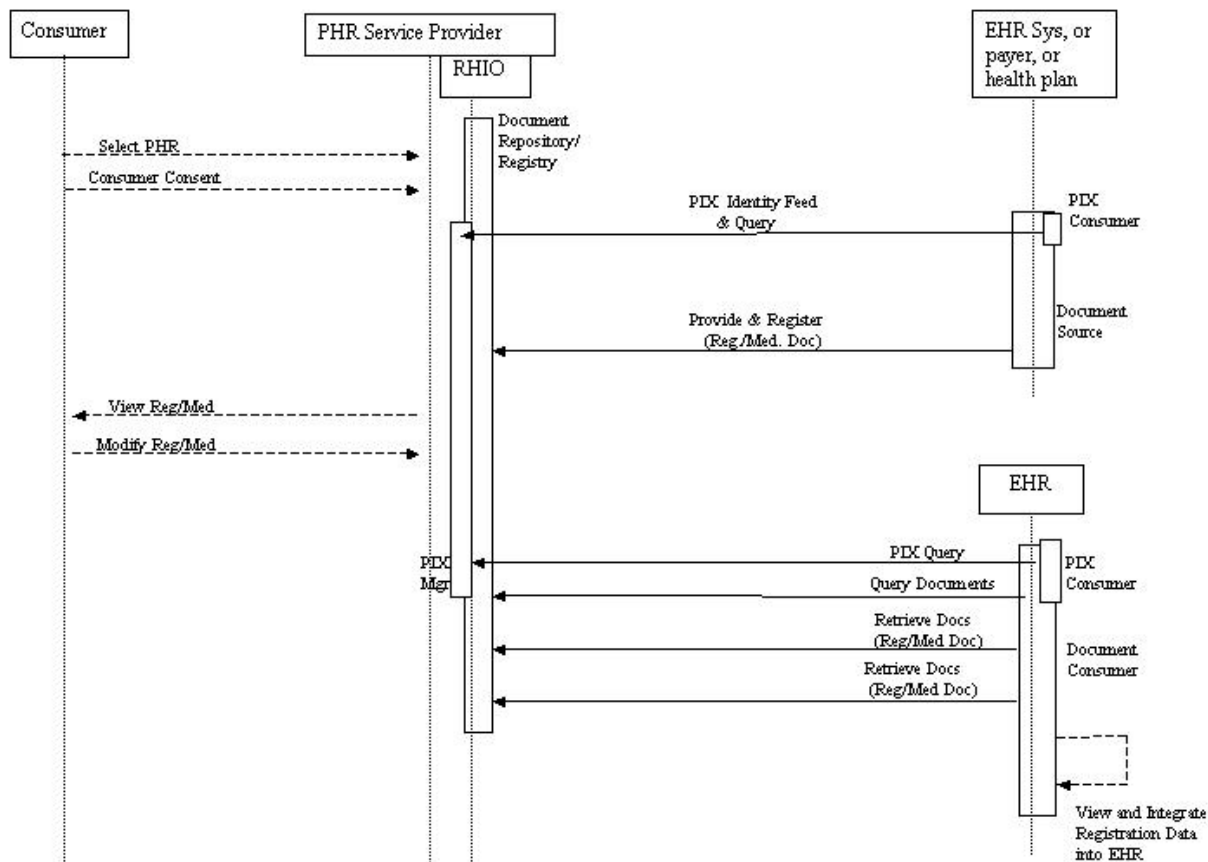 Consumer
PHR Service Provider
RHIO
EHR Sys, or
payer, or
health plan
Document
Repository/
Registry
Select PHR
Consumer Consent
PIX Identity Feed
& Query
PIX
Consumer
Provide & Register
(Reg./Med. Doc)
Document
Source
View Reg/Med
Modify Reg/Med
EHR
PIX Query
PIX
Mgr
PIX
Consumer
Query Documents
Retrieve Docs
(Reg/Med Doc)
Document
Consumer
Retrieve Docs
(Reg/Med Doc)
View and Integrate
Registration Data
into EHR